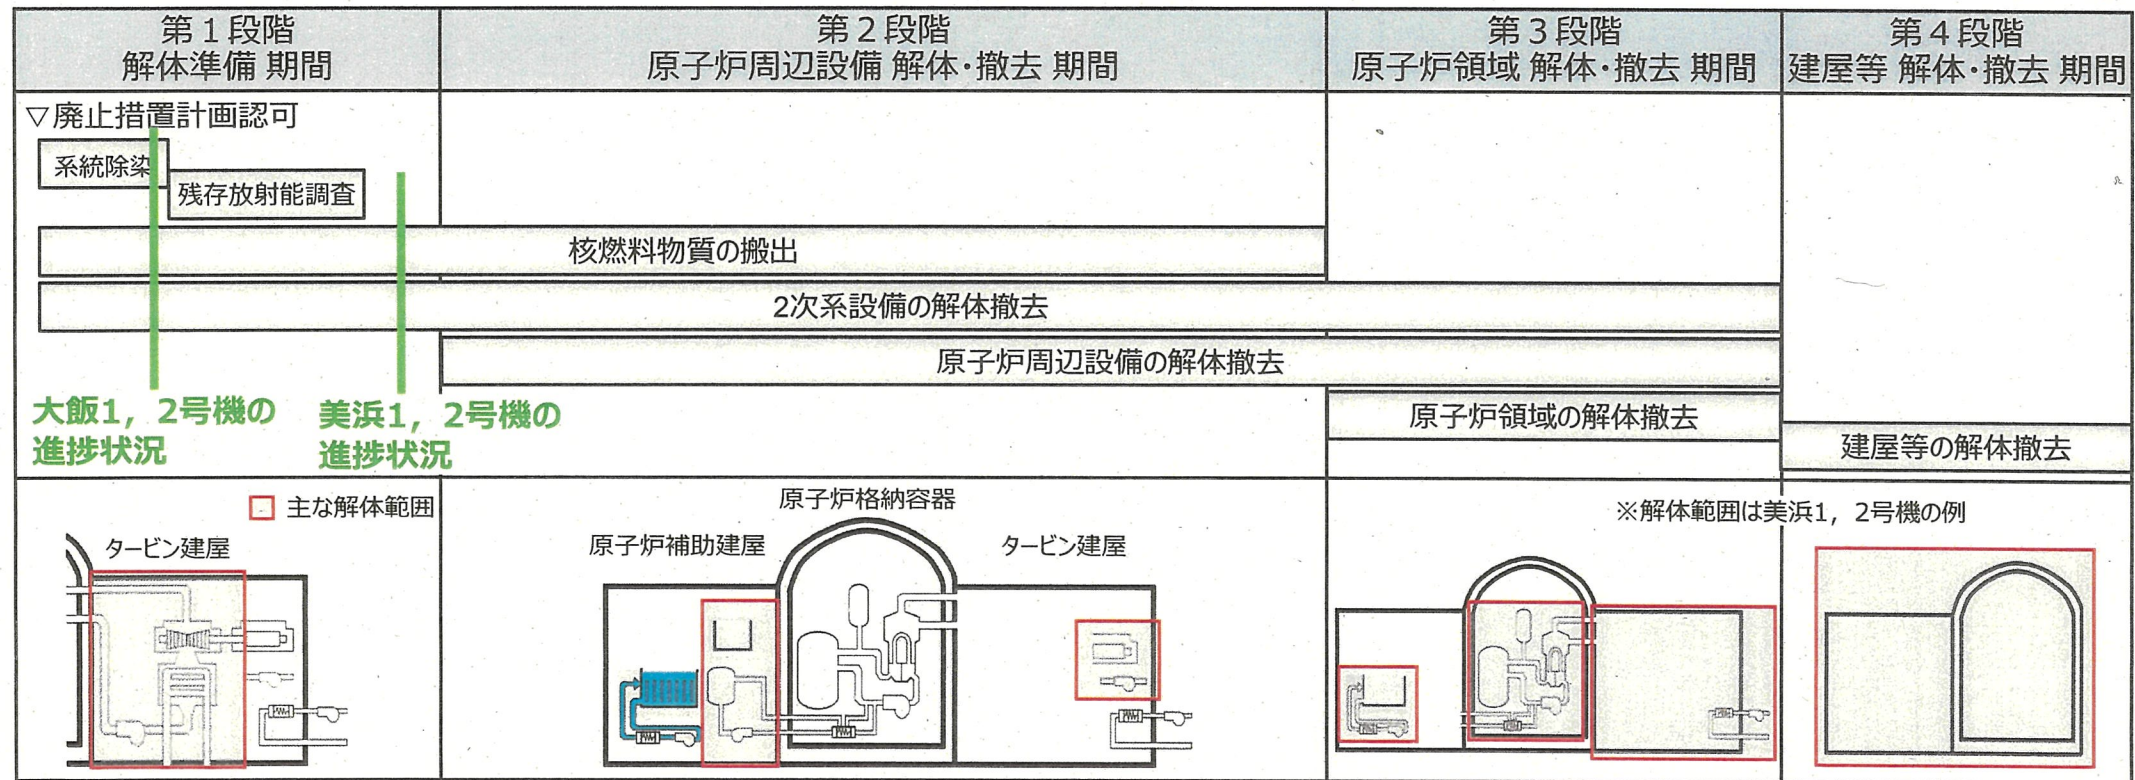 第１段階
解体準備 期間
第２段階
原子炉周辺設備 解体・撤去 期間
第３段階
原子炉領域 解体・撤去 期間
第４段階
建屋等 解体・撤去 期間
▽廃止措置計画認可
系統除染
残存放射能調査
核燃料物質の搬出
2次系設備の解体撤去
原子炉周辺設備の解体撤去
原子炉領域の解体撤去
建屋等の解体撤去
大飯1，2号機の
進捗状況
美浜1，2号機の
進捗状況
主な解体範囲
タービン建屋
原子炉格納容器
原子炉補助建屋
タービン建屋
※解体範囲は美浜1，2号機の例